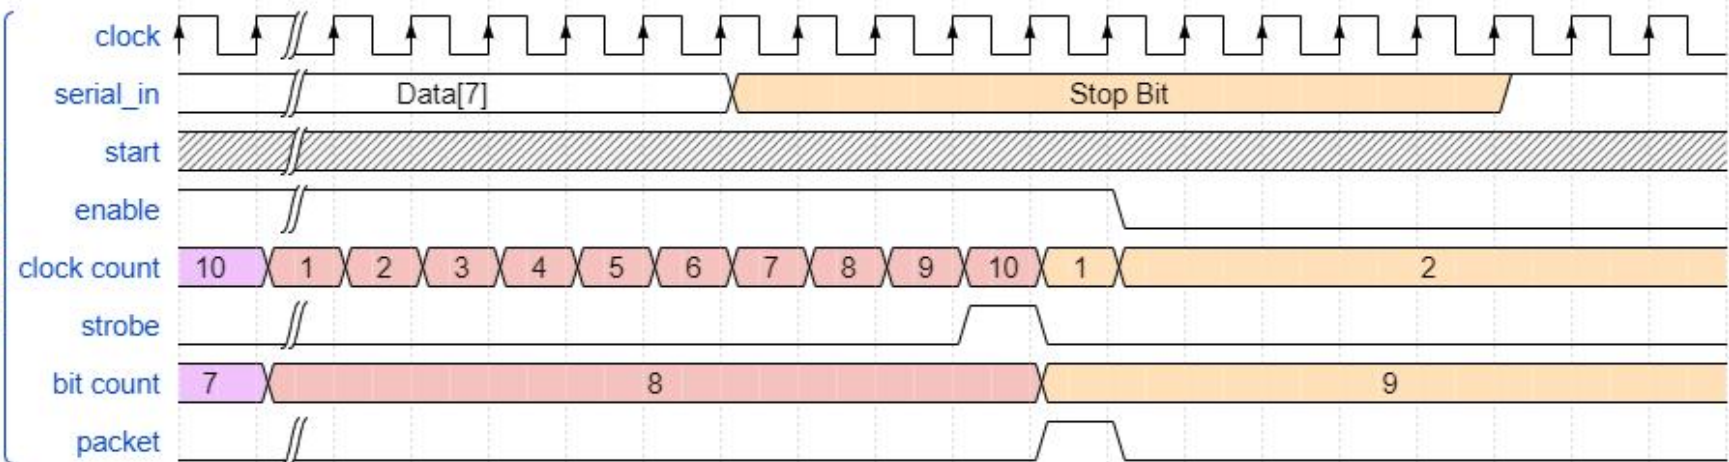 clock
serial_in Data[7] Stop Bit
start
enable
clock count 10 1 2 3 4 5 6 7 8 9 10 1 2
strobe
bit count 7 8 9
packet